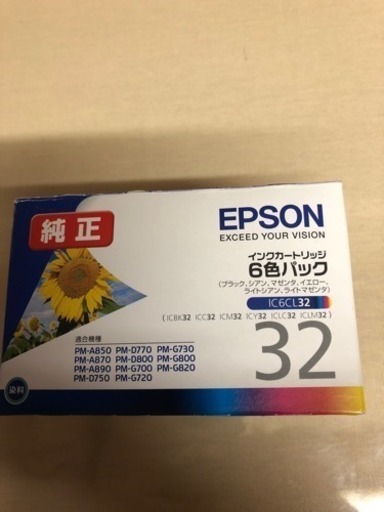 純正
EPSON
EXCEED YOUR VISION
インクカートリッジ
6色パック
(ブラック、シアン、マゼンタ、イエロー、
ライトシアン、ライトマゼンタ)
IC6CL32
(ICBK32 ICC32 ICM32 ICY32 ICLC32 ICLM32)
32
適合機種
PM-A850 PM-D770 PM-G730
PM-A870 PM-D800 PM-G800
PM-A890 PM-G700 PM-G820
PM-D750 PM-G720
染料